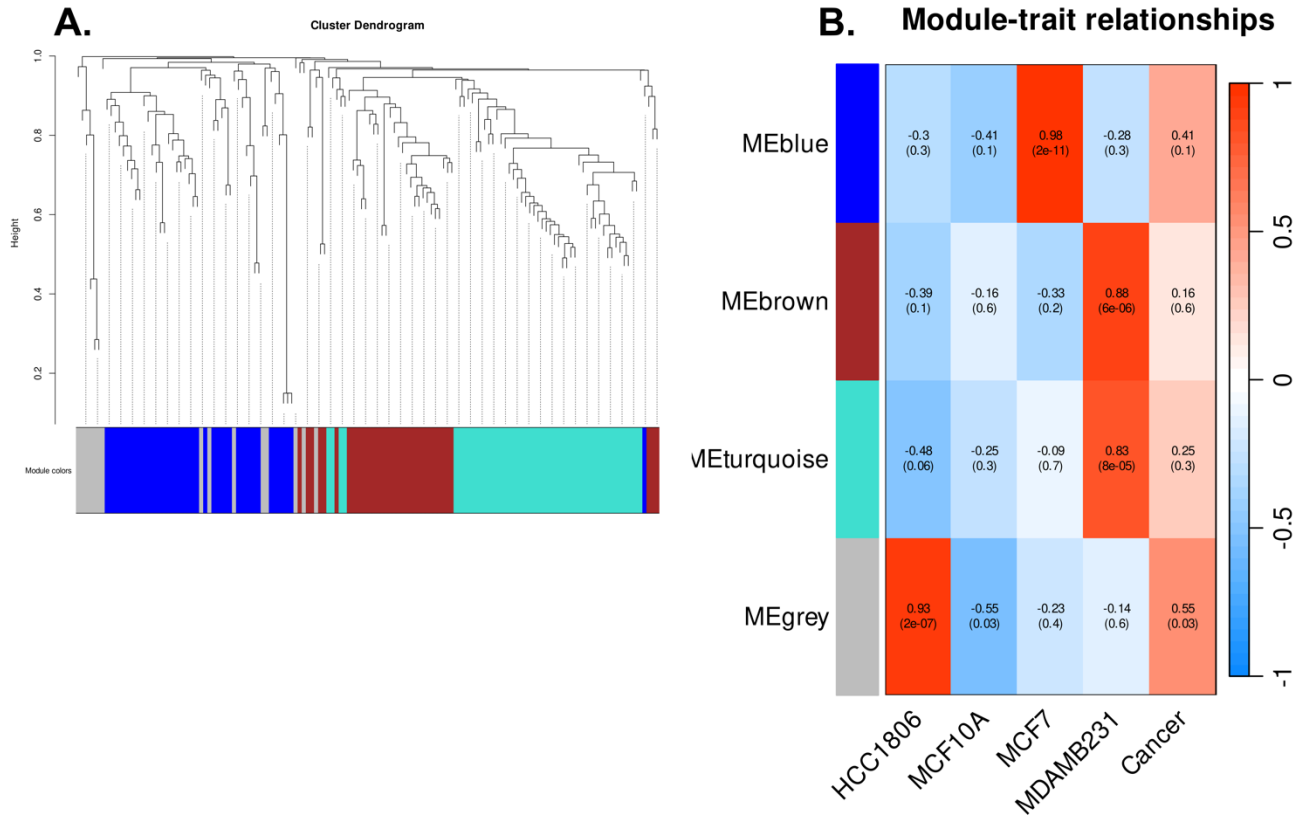 A.
Cluster Dendrogram
Height
1.0
0.8
0.6
0.4
0.2
Module colors
B.
Module-trait relationships
MEblue
-0.3 -0.41 0.98 -0.28 0.41
(0.3) (0.1) (2e-11) (0.3) (0.1)
MEbrown
-0.39 -0.16 -0.33 0.88 0.16
(0.1) (0.6) (0.2) (6e-06) (0.6)
MEturquoise
-0.48 -0.25 -0.09 0.83 0.25
(0.06) (0.3) (0.7) (8e-05) (0.3)
MEgrey
0.93 -0.55 -0.23 -0.14 0.55
(2e-07) (0.03) (0.4) (0.6) (0.03)
HCC1806
MCF10A
MCF7
MDAMB231
Cancer
1
0.5
0
-0.5
-1